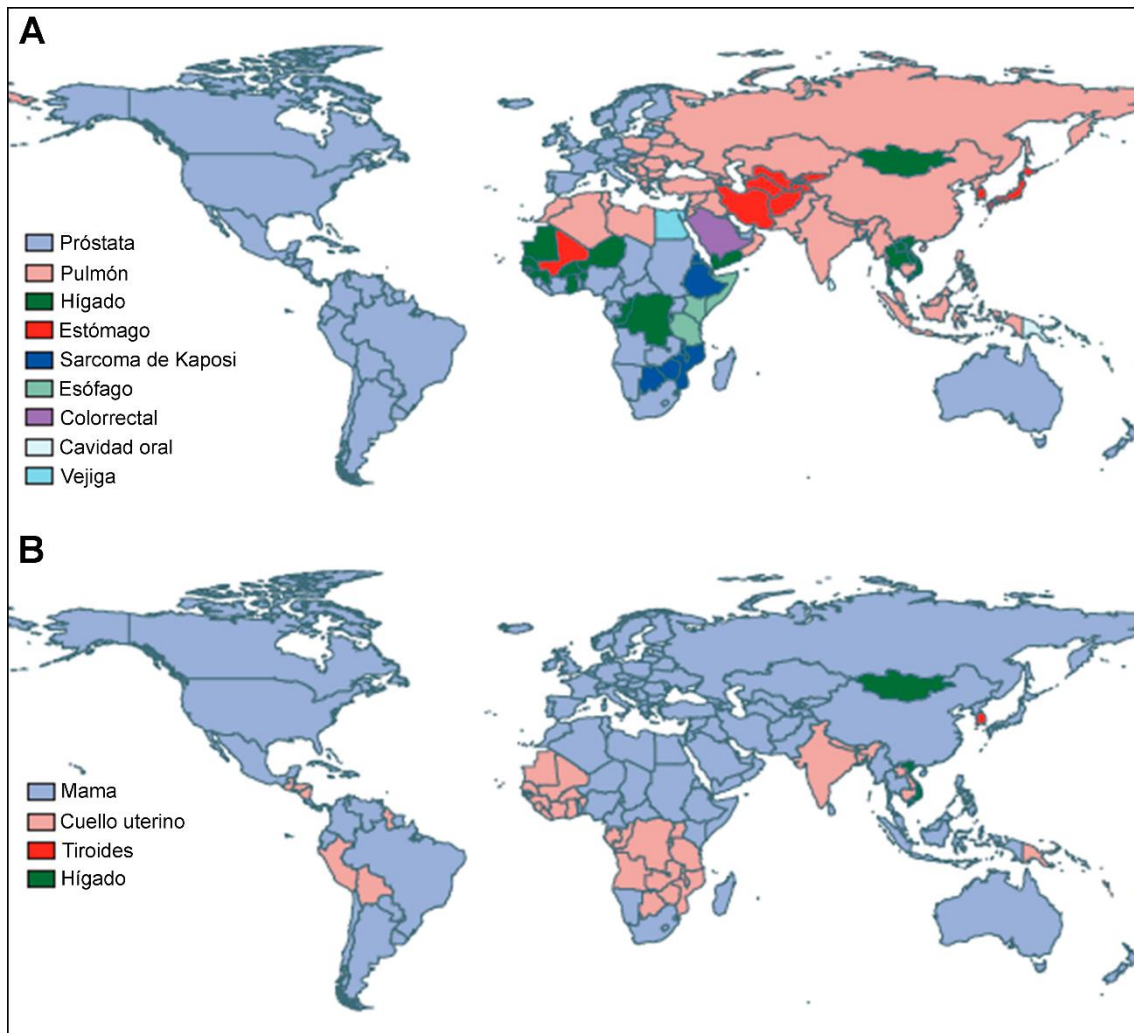 A
Próstata
Pulmón
Hígado
Estómago
Sarcoma de Kaposi
Esófago
Colorrectal
Cavidad oral
Vejiga
B
Mama
Cuello uterino
Tiroides
Hígado